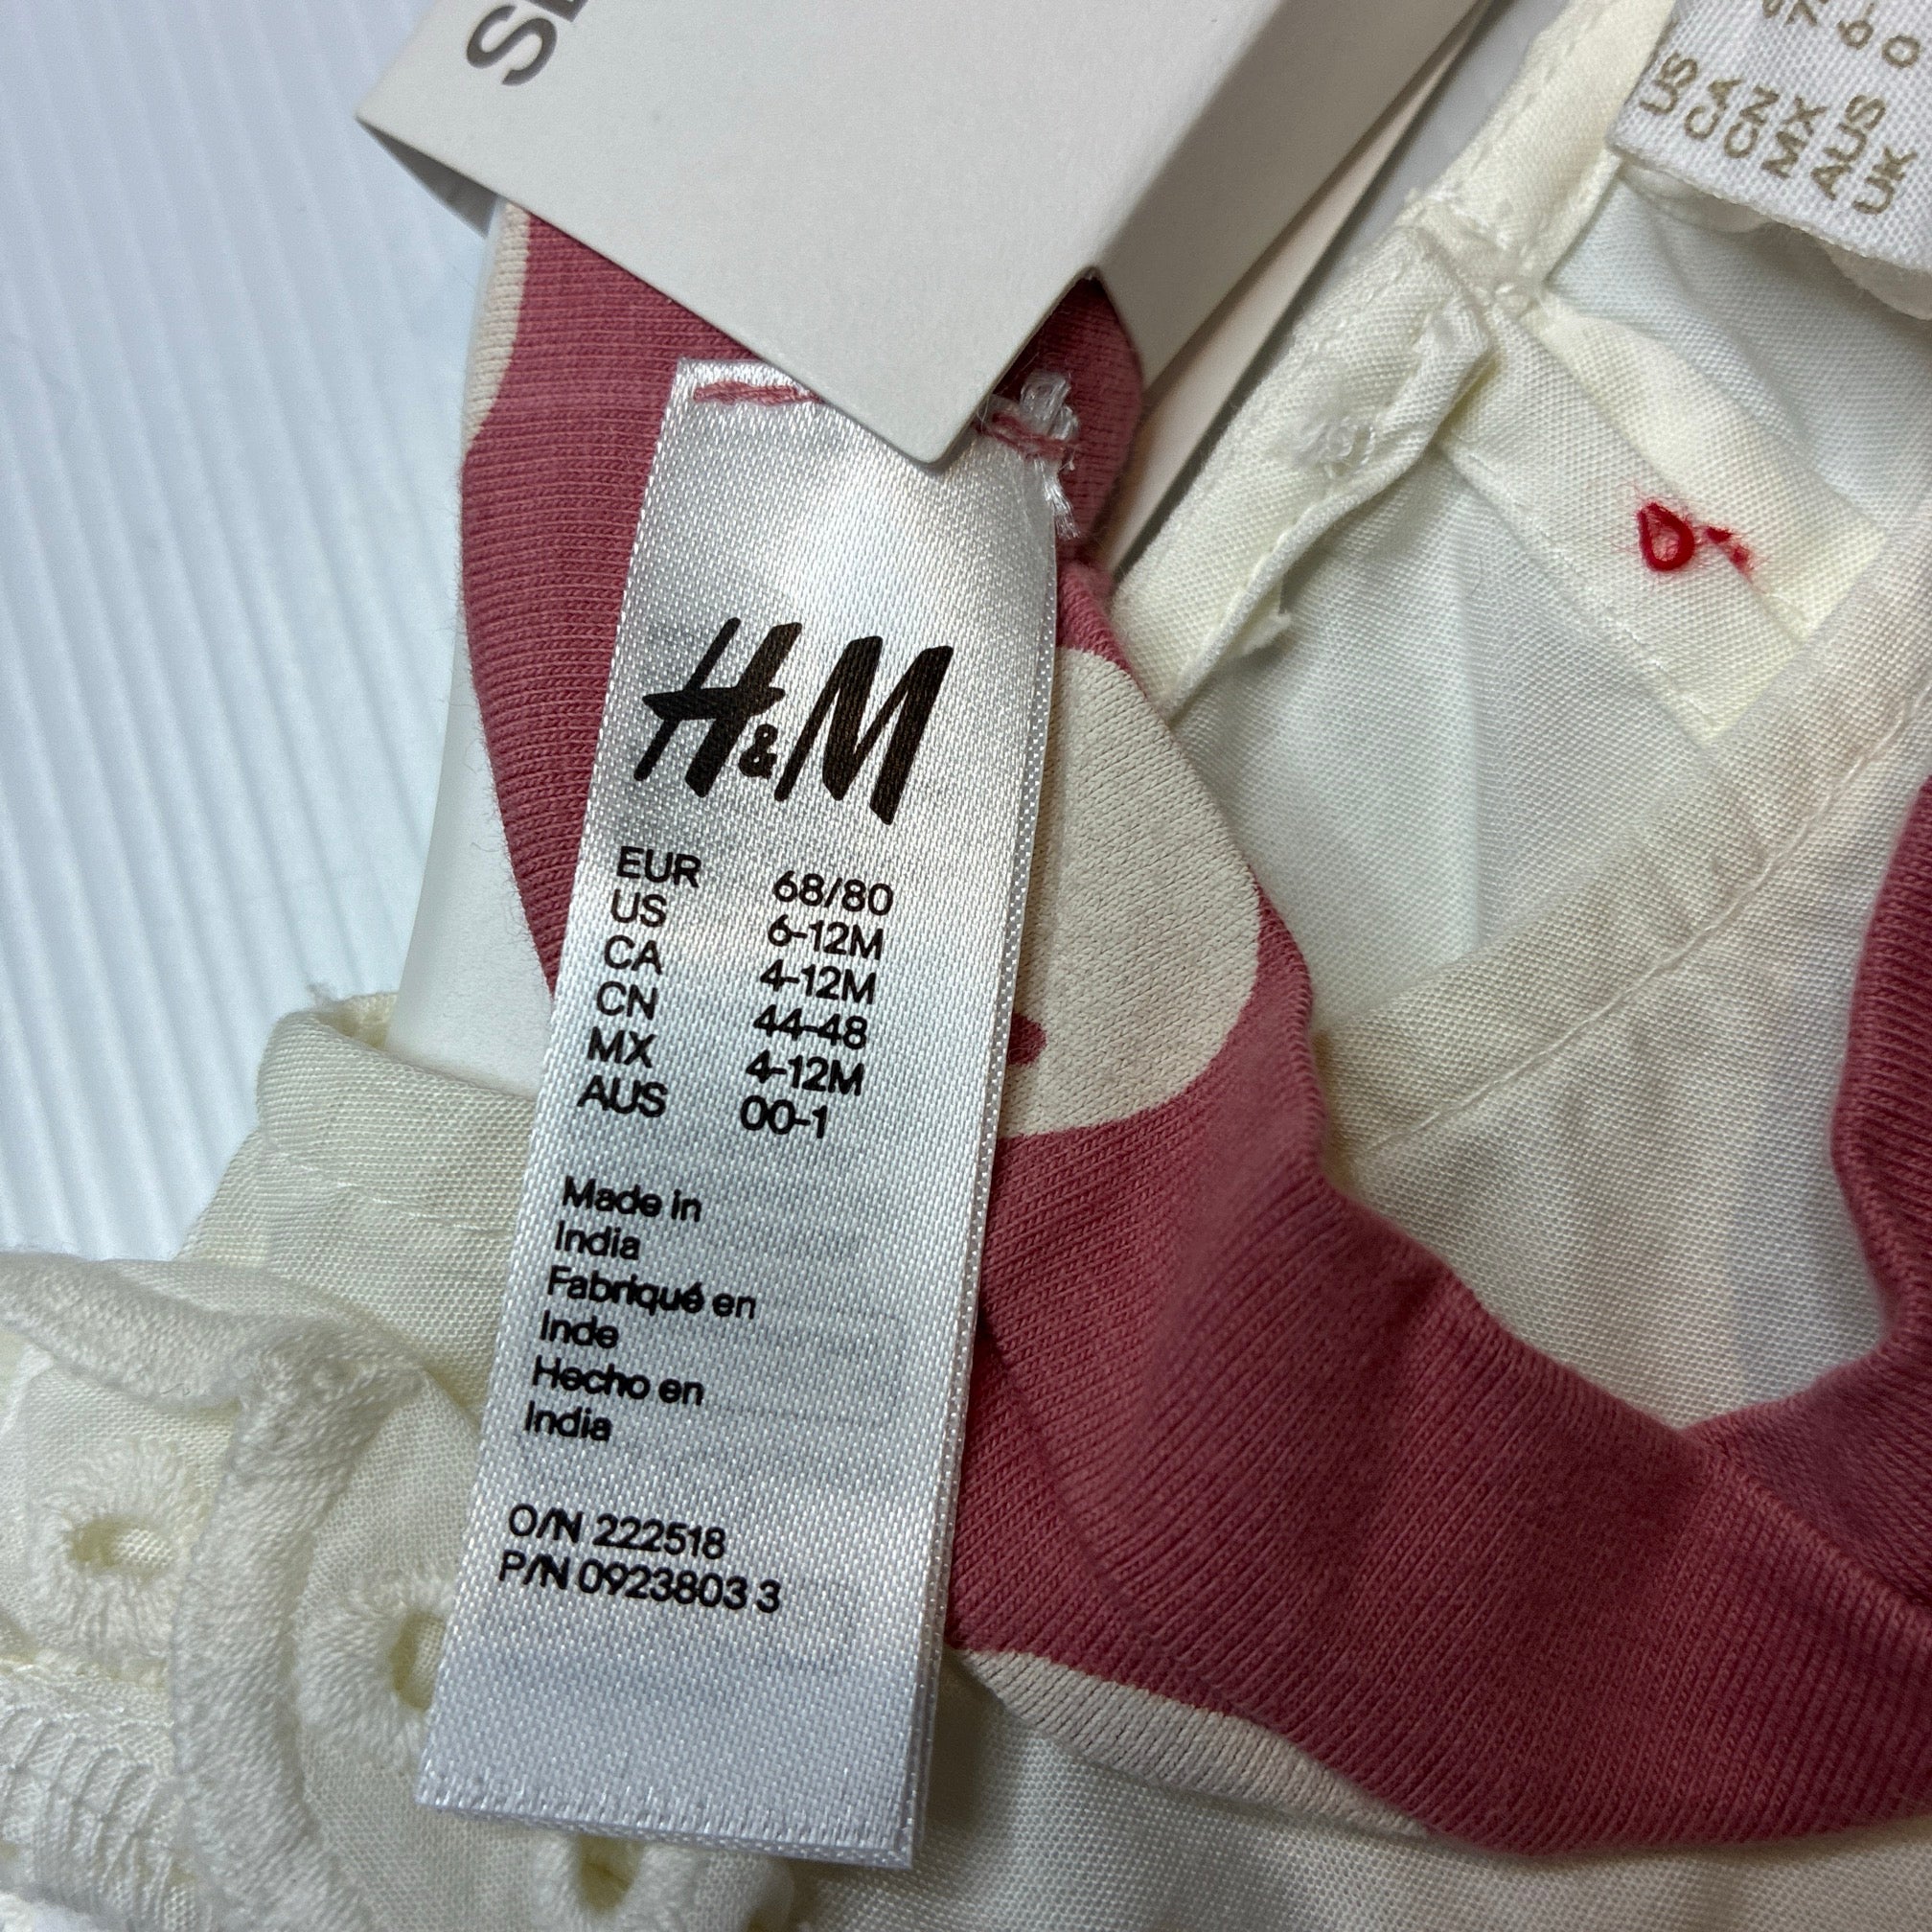 H&M
EUR 68/80
US 6-12M
CA 4-12M
CN 44-48
MX 4-12M
AUS 00-1
Made in
India
Fabriqué en
Inde
Hecho en
India
O/N 222518
P/N 0923803 3
US
CA
CN
MX
AUS
UK